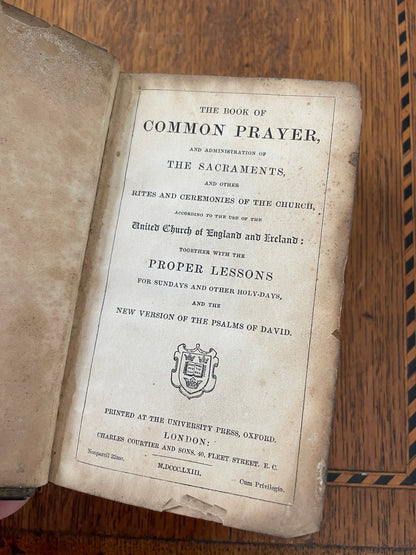 THE BOOK OF
COMMON PRAYER,
AND ADMINISTRATION OF
THE SACRAMENTS,
AND OTHER
RITES AND CEREMONIES OF THE CHURCH,
ACCORDING TO THE USE OF THE
United Church of England and Ireland:
TOGETHER WITH THE
PROPER LESSONS
FOR SUNDAYS AND OTHER HOLY-DAYS,
AND THE
NEW VERSION OF THE PSALMS OF DAVID.
PRINTED AT THE UNIVERSITY PRESS, OXFORD.
LONDON:
CHARLES COURTIER AND SONS, 40, FLEET STREET, E. C.
M.DCCC.LXIII.
Nonpareil 32mo. Cum Privilegio.